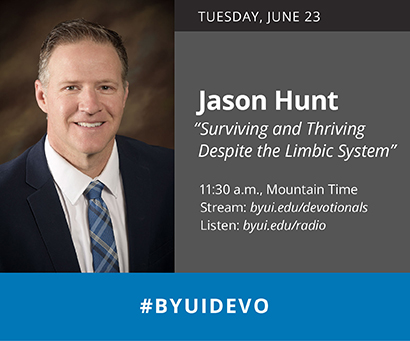 TUESDAY, JUNE 23
Jason Hunt
“Surviving and Thriving
Despite the Limbic System”
11:30 a.m., Mountain Time
Stream: byui.edu/devotionals
Listen: byui.edu/radio
#BYUIDEVO